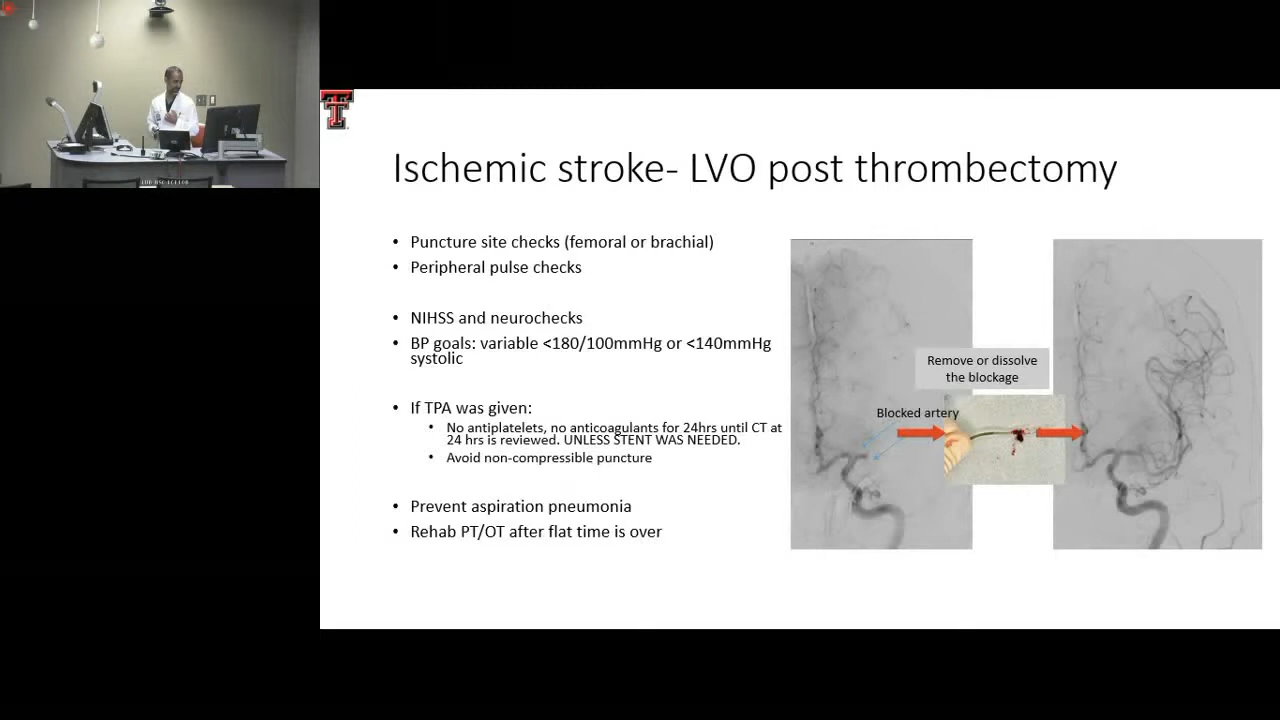 Ischemic stroke- LVO post thrombectomy
• Puncture site checks (femoral or brachial)
• Peripheral pulse checks
• NIHSS and neurochecks
• BP goals: variable <180/100mmHg or <140mmHg
systolic
• If TPA was given:
• No antiplatelets, no anticoagulants for 24hrs until CT at
24 hrs is reviewed. UNLESS STENT WAS NEEDED.
• Avoid non-compressible puncture
• Prevent aspiration pneumonia
• Rehab PT/OT after flat time is over
Remove or dissolve
the blockage
Blocked artery